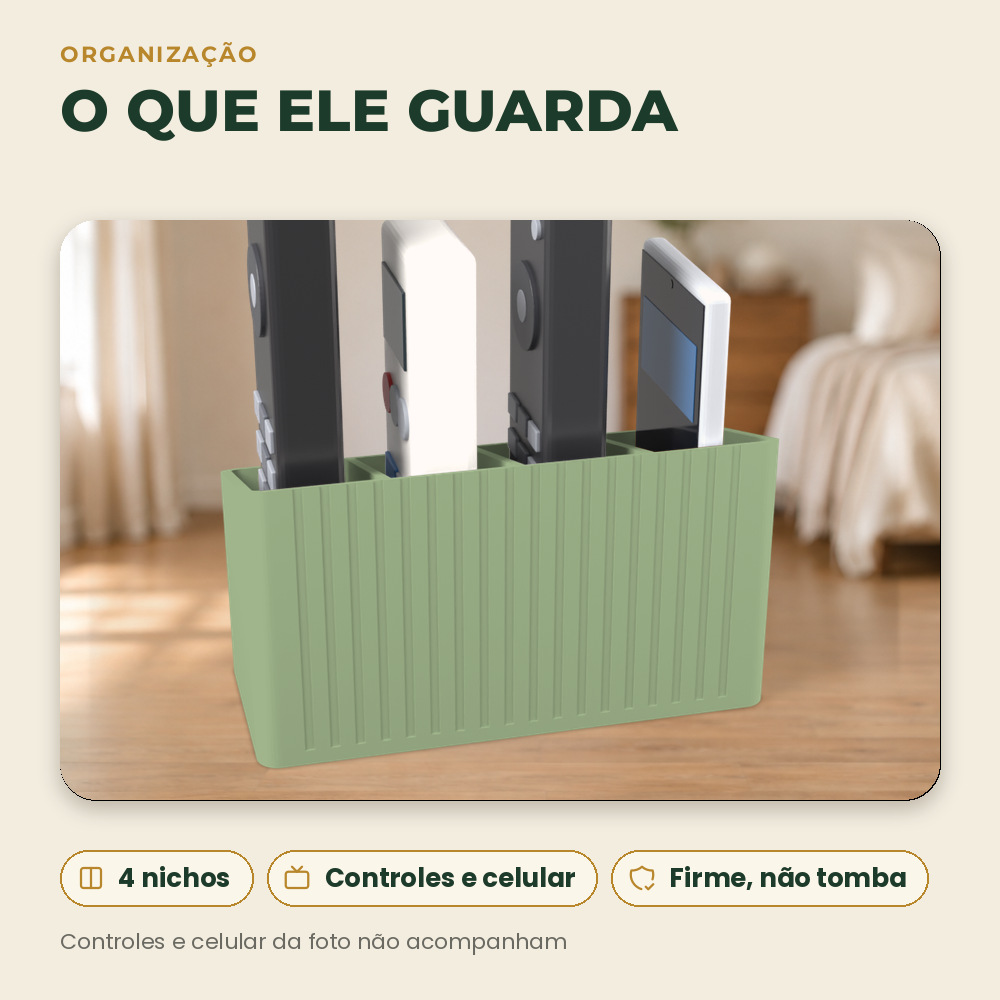 ORGANIZAÇÃO
O QUE ELE GUARDA
4 nichos
Controles e celular
Firme, não tomba
Controles e celular da foto não acompanham